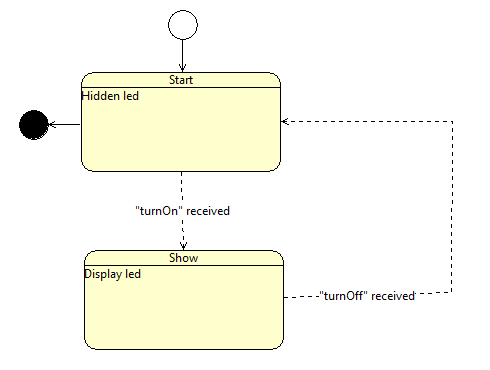 Start
Hidden led
"turnOn" received
Show
Display led
"turnOff" received